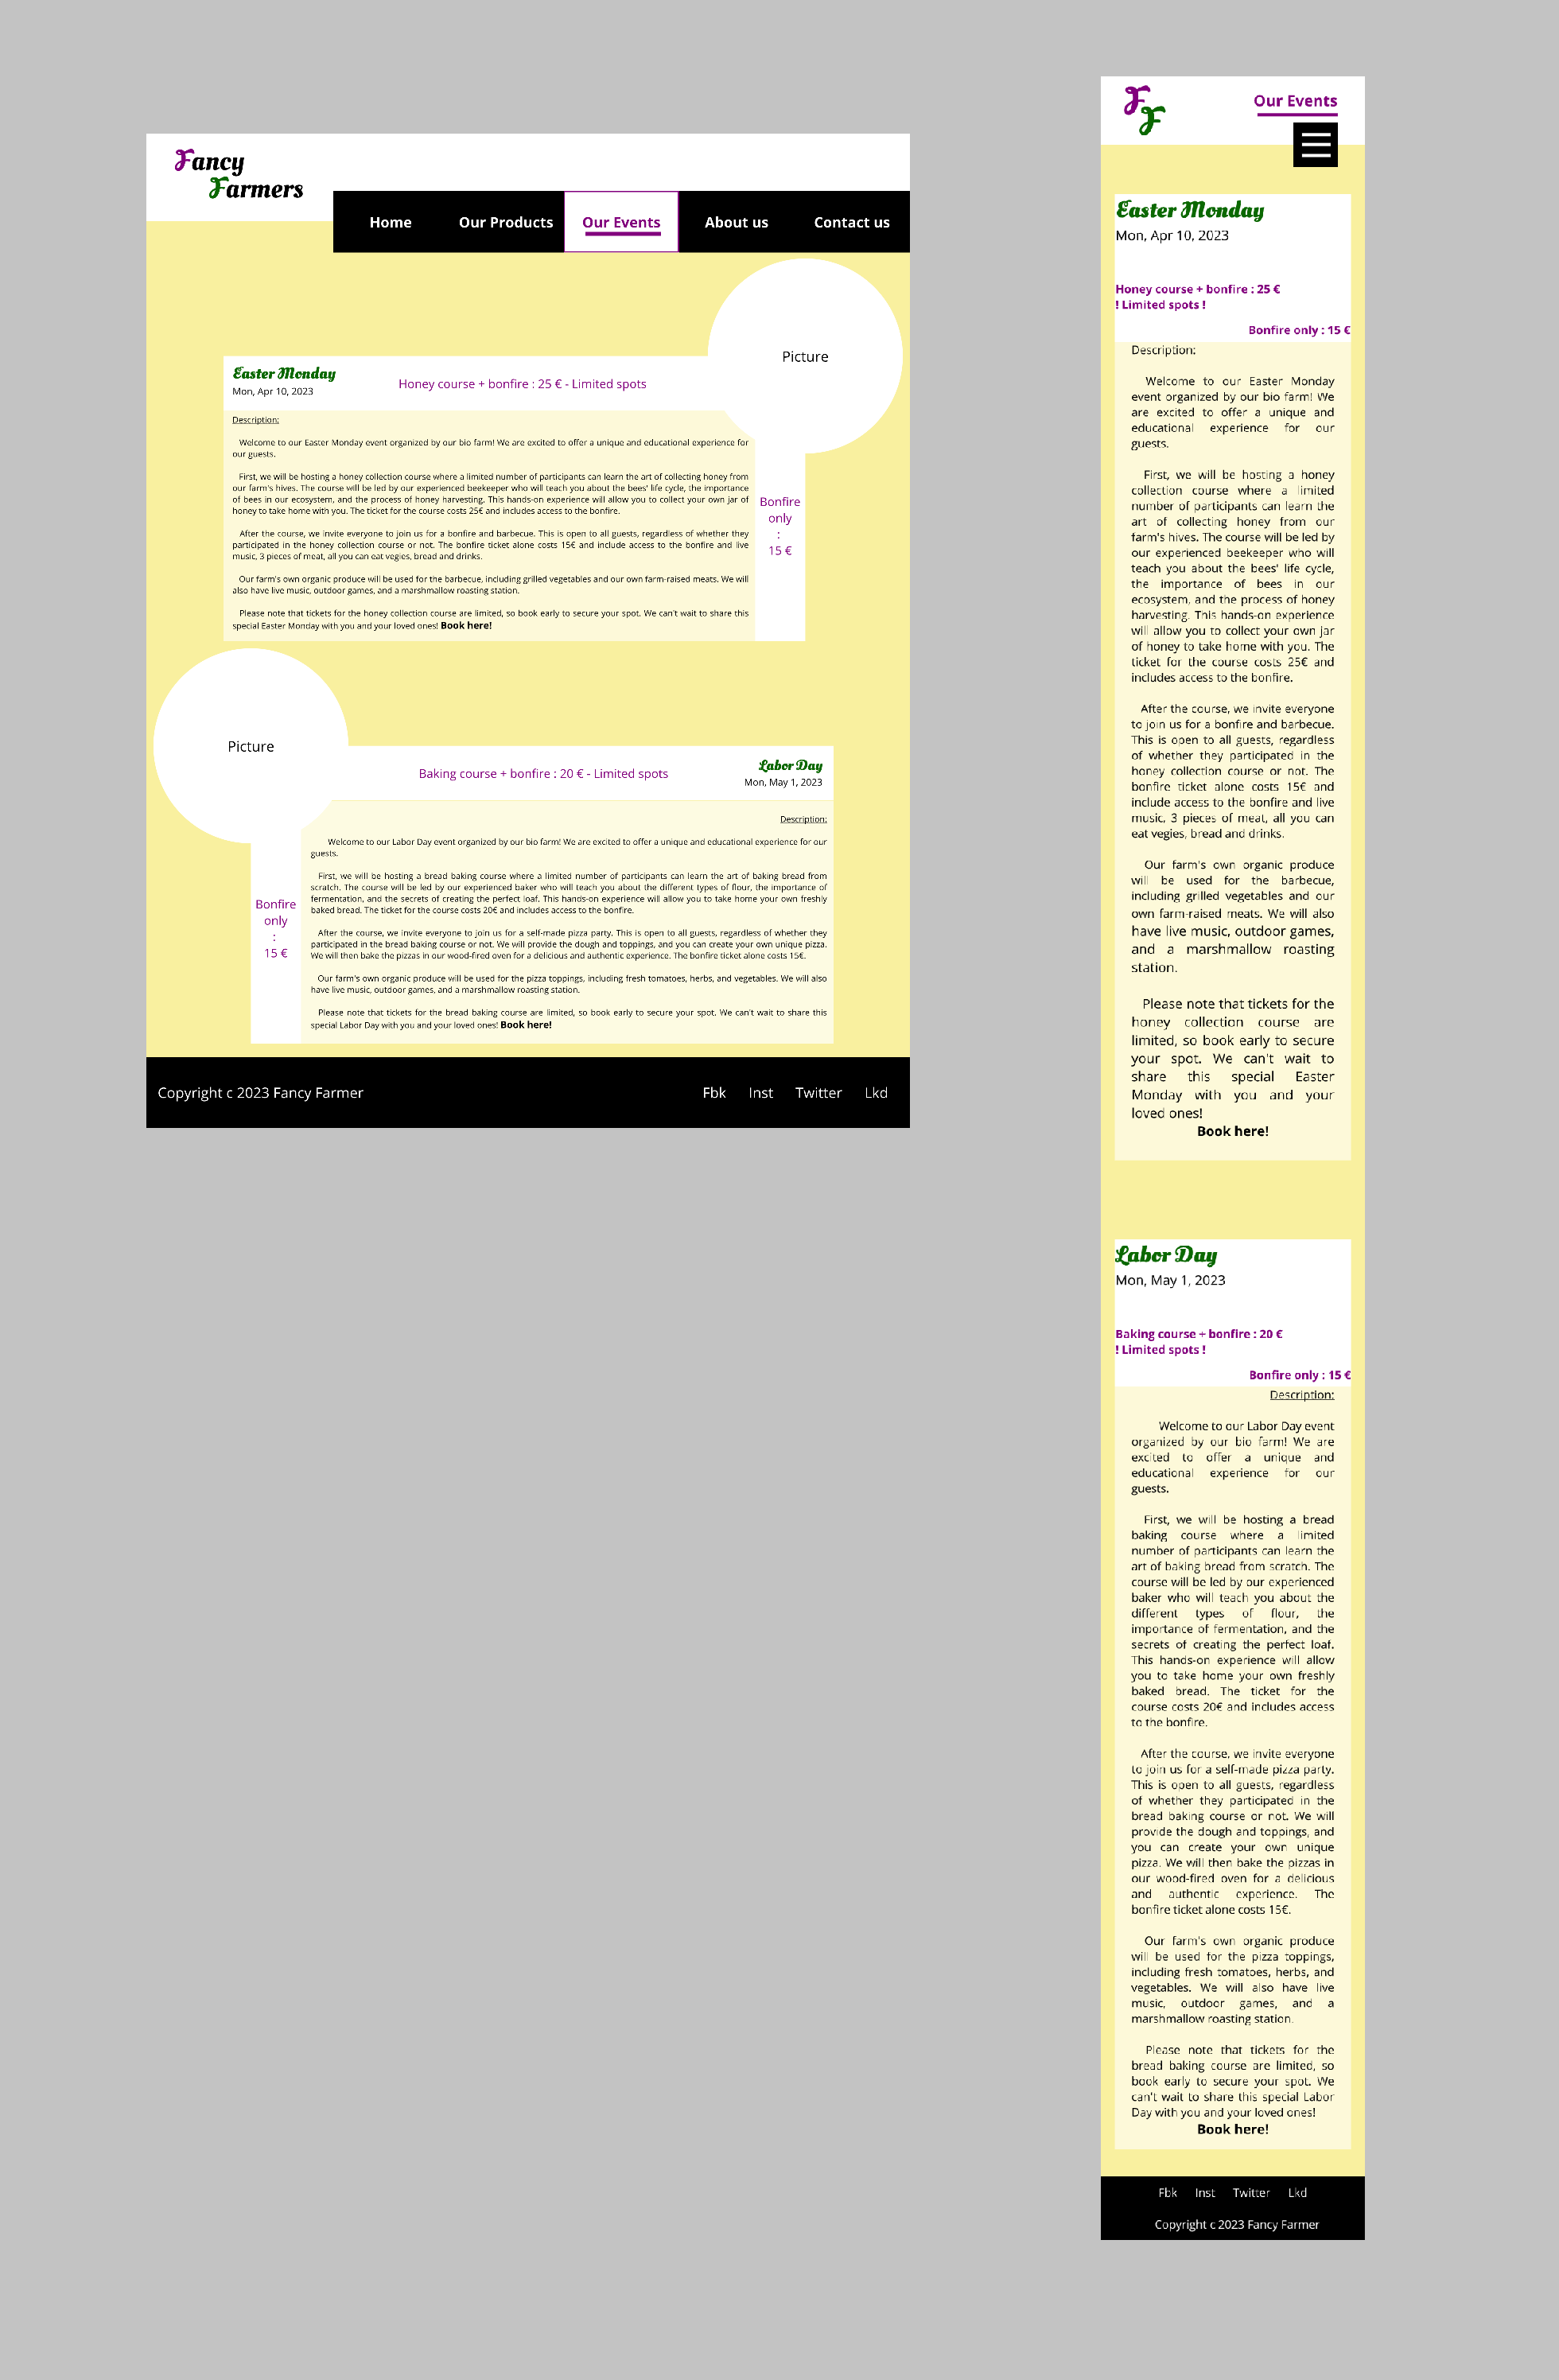 Fancy
Farmers
Home
Our Products
Our Events
About us
Contact us
Picture
Easter Monday
Mon, Apr 10, 2023
Honey course + bonfire : 25 € - Limited spots
Description:
Welcome to our Easter Monday event organized by our bio farm! We are excited to offer a unique and educational experience for
our guests.
First, we will be hosting a honey collection course where a limited number of participants can learn the art of collecting honey from
our farm's hives. The course will be led by our experienced beekeeper who will teach you about the bees' life cycle, the importance
of bees in our ecosystem, and the process of honey harvesting. This hands-on experience will allow you to collect your own jar of
honey to take home with you. The ticket for the course costs 25€ and includes access to the bonfire.
After the course, we invite everyone to join us for a bonfire and barbecue. This is open to all guests, regardless of whether they
participated in the honey collection course or not. The bonfire ticket alone costs 15€ and include access to the bonfire and live
music, 3 pieces of meat, all you can eat vegies, bread and drinks.
Our farm's own organic produce will be used for the barbecue, including grilled vegetables and our own farm-raised meats. We will
also have live music, outdoor games, and a marshmallow roasting station.
Please note that tickets for the honey collection course are limited, so book early to secure your spot. We can't wait to share this
special Easter Monday with you and your loved ones! Book here!
Bonfire
only
:
15 €
Picture
Baking course + bonfire : 20 € - Limited spots
Labor Day
Mon, May 1, 2023
Description:
Welcome to our Labor Day event organized by our bio farm! We are excited to offer a unique and educational experience for our
guests.
First, we will be hosting a bread baking course where a limited number of participants can learn the art of baking bread from
scratch. The course will be led by our experienced baker who will teach you about the different types of flour, the importance of
fermentation, and the secrets of creating the perfect loaf. This hands-on experience will allow you to take home your own freshly
baked bread. The ticket for the course costs 20€ and includes access to the bonfire.
After the course, we invite everyone to join us for a self-made pizza party. This is open to all guests, regardless of whether they
participated in the bread baking course or not. We will provide the dough and toppings, and you can create your own unique pizza.
We will then bake the pizzas in our wood-fired oven for a delicious and authentic experience. The bonfire ticket alone costs 15€.
Our farm's own organic produce will be used for the pizza toppings, including fresh tomatoes, herbs, and vegetables. We will also
have live music, outdoor games, and a marshmallow roasting station.
Please note that tickets for the bread baking course are limited, so book early to secure your spot. We can't wait to share this
special Labor Day with you and your loved ones! Book here!
Bonfire
only
:
15 €
Copyright c 2023 Fancy Farmer
Fbk
Inst
Twitter
Lkd
F
F
Our Events
Easter Monday
Mon, Apr 10, 2023
Honey course + bonfire : 25 €
! Limited spots !
Bonfire only : 15 €
Description:
Welcome to our Easter Monday
event organized by our bio farm! We
are excited to offer a unique and
educational experience for our
guests.
First, we will be hosting a honey
collection course where a limited
number of participants can learn the
art of collecting honey from our
farm's hives. The course will be led by
our experienced beekeeper who will
teach you about the bees' life cycle,
the importance of bees in our
ecosystem, and the process of honey
harvesting. This hands-on experience
will allow you to collect your own jar
of honey to take home with you. The
ticket for the course costs 25€ and
includes access to the bonfire.
After the course, we invite everyone
to join us for a bonfire and barbecue.
This is open to all guests, regardless
of whether they participated in the
honey collection course or not. The
bonfire ticket alone costs 15€ and
include access to the bonfire and live
music, 3 pieces of meat, all you can
eat vegies, bread and drinks.
Our farm's own organic produce
will be used for the barbecue,
including grilled vegetables and our
own farm-raised meats. We will also
have live music, outdoor games,
and a marshmallow roasting
station.
Please note that tickets for the
honey collection course are
limited, so book early to secure
your spot. We can't wait to
share this special Easter
Monday with you and your
loved ones!
Book here!
Labor Day
Mon, May 1, 2023
Baking course + bonfire : 20 €
! Limited spots !
Bonfire only : 15 €
Description:
Welcome to our Labor Day event
organized by our bio farm! We are
excited to offer a unique and
educational experience for our
guests.
First, we will be hosting a bread
baking course where a limited
number of participants can learn the
art of baking bread from scratch. The
course will be led by our experienced
baker who will teach you about the
different types of flour, the
importance of fermentation, and the
secrets of creating the perfect loaf.
This hands-on experience will allow
you to take home your own freshly
baked bread. The ticket for the
course costs 20€ and includes access
to the bonfire.
After the course, we invite everyone
to join us for a self-made pizza party.
This is open to all guests, regardless
of whether they participated in the
bread baking course or not. We will
provide the dough and toppings, and
you can create your own unique
pizza. We will then bake the pizzas in
our wood-fired oven for a delicious
and authentic experience. The
bonfire ticket alone costs 15€.
Our farm's own organic produce
will be used for the pizza toppings,
including fresh tomatoes, herbs, and
vegetables. We will also have live
music, outdoor games, and a
marshmallow roasting station.
Please note that tickets for the
bread baking course are limited, so
book early to secure your spot. We
can't wait to share this special Labor
Day with you and your loved ones!
Book here!
Fbk
Inst
Twitter
Lkd
Copyright c 2023 Fancy Farmer